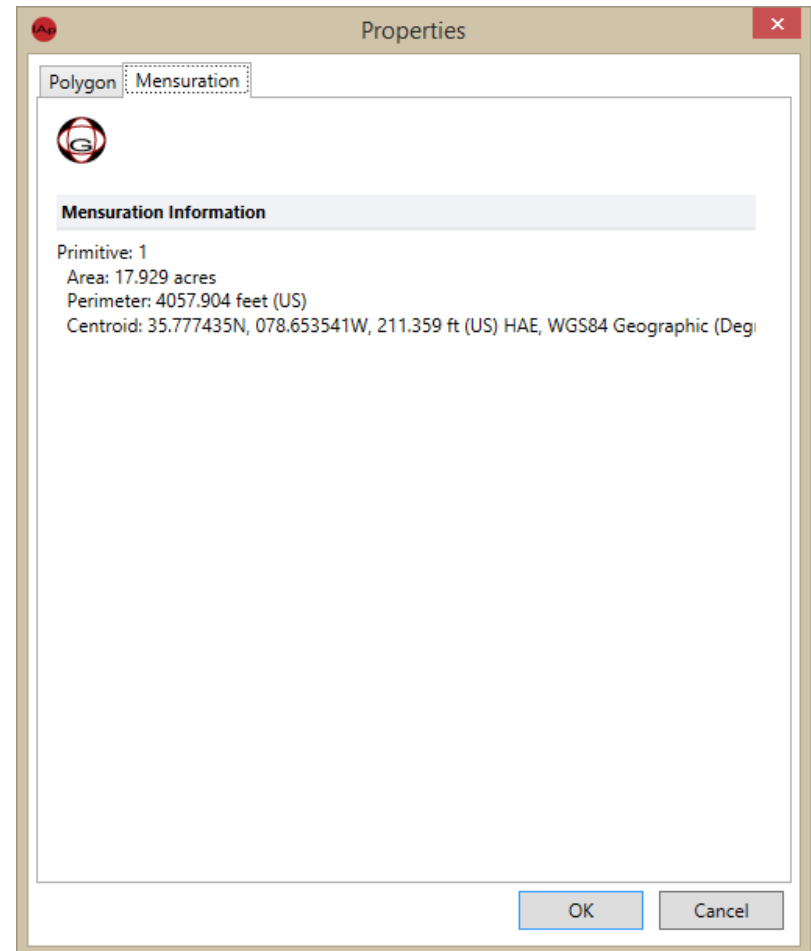 IAp
Properties
Polygon Mensuration
G
Mensuration Information
Primitive: 1
Area: 17.929 acres
Perimeter: 4057.904 feet (US)
Centroid: 35.777435N, 078.653541W, 211.359 ft (US) HAE, WGS84 Geographic (Deg
OK Cancel